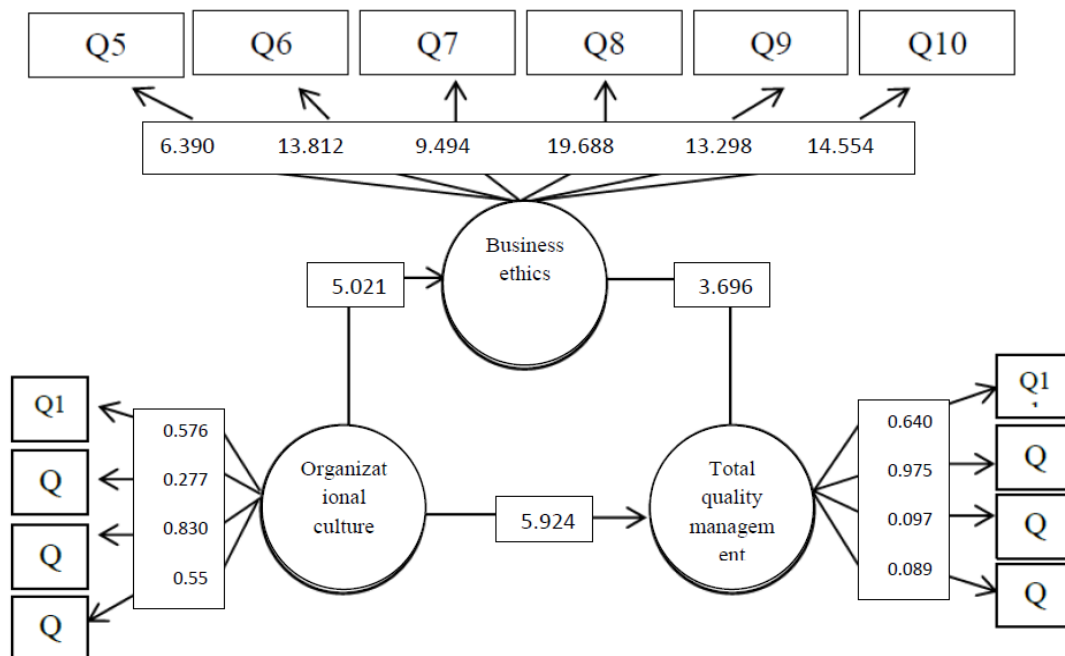 Q5 Q6 Q7 Q8 Q9 Q10
6.390 13.812 9.494 19.688 13.298 14.554
Business
ethics
5.021
3.696
Q1
Q
Q
Q
0.576
0.277
0.830
0.55
Organizat
ional
culture
5.924
Total
quality
managem
ent
0.640
0.975
0.097
0.089
Q1
Q
Q
Q